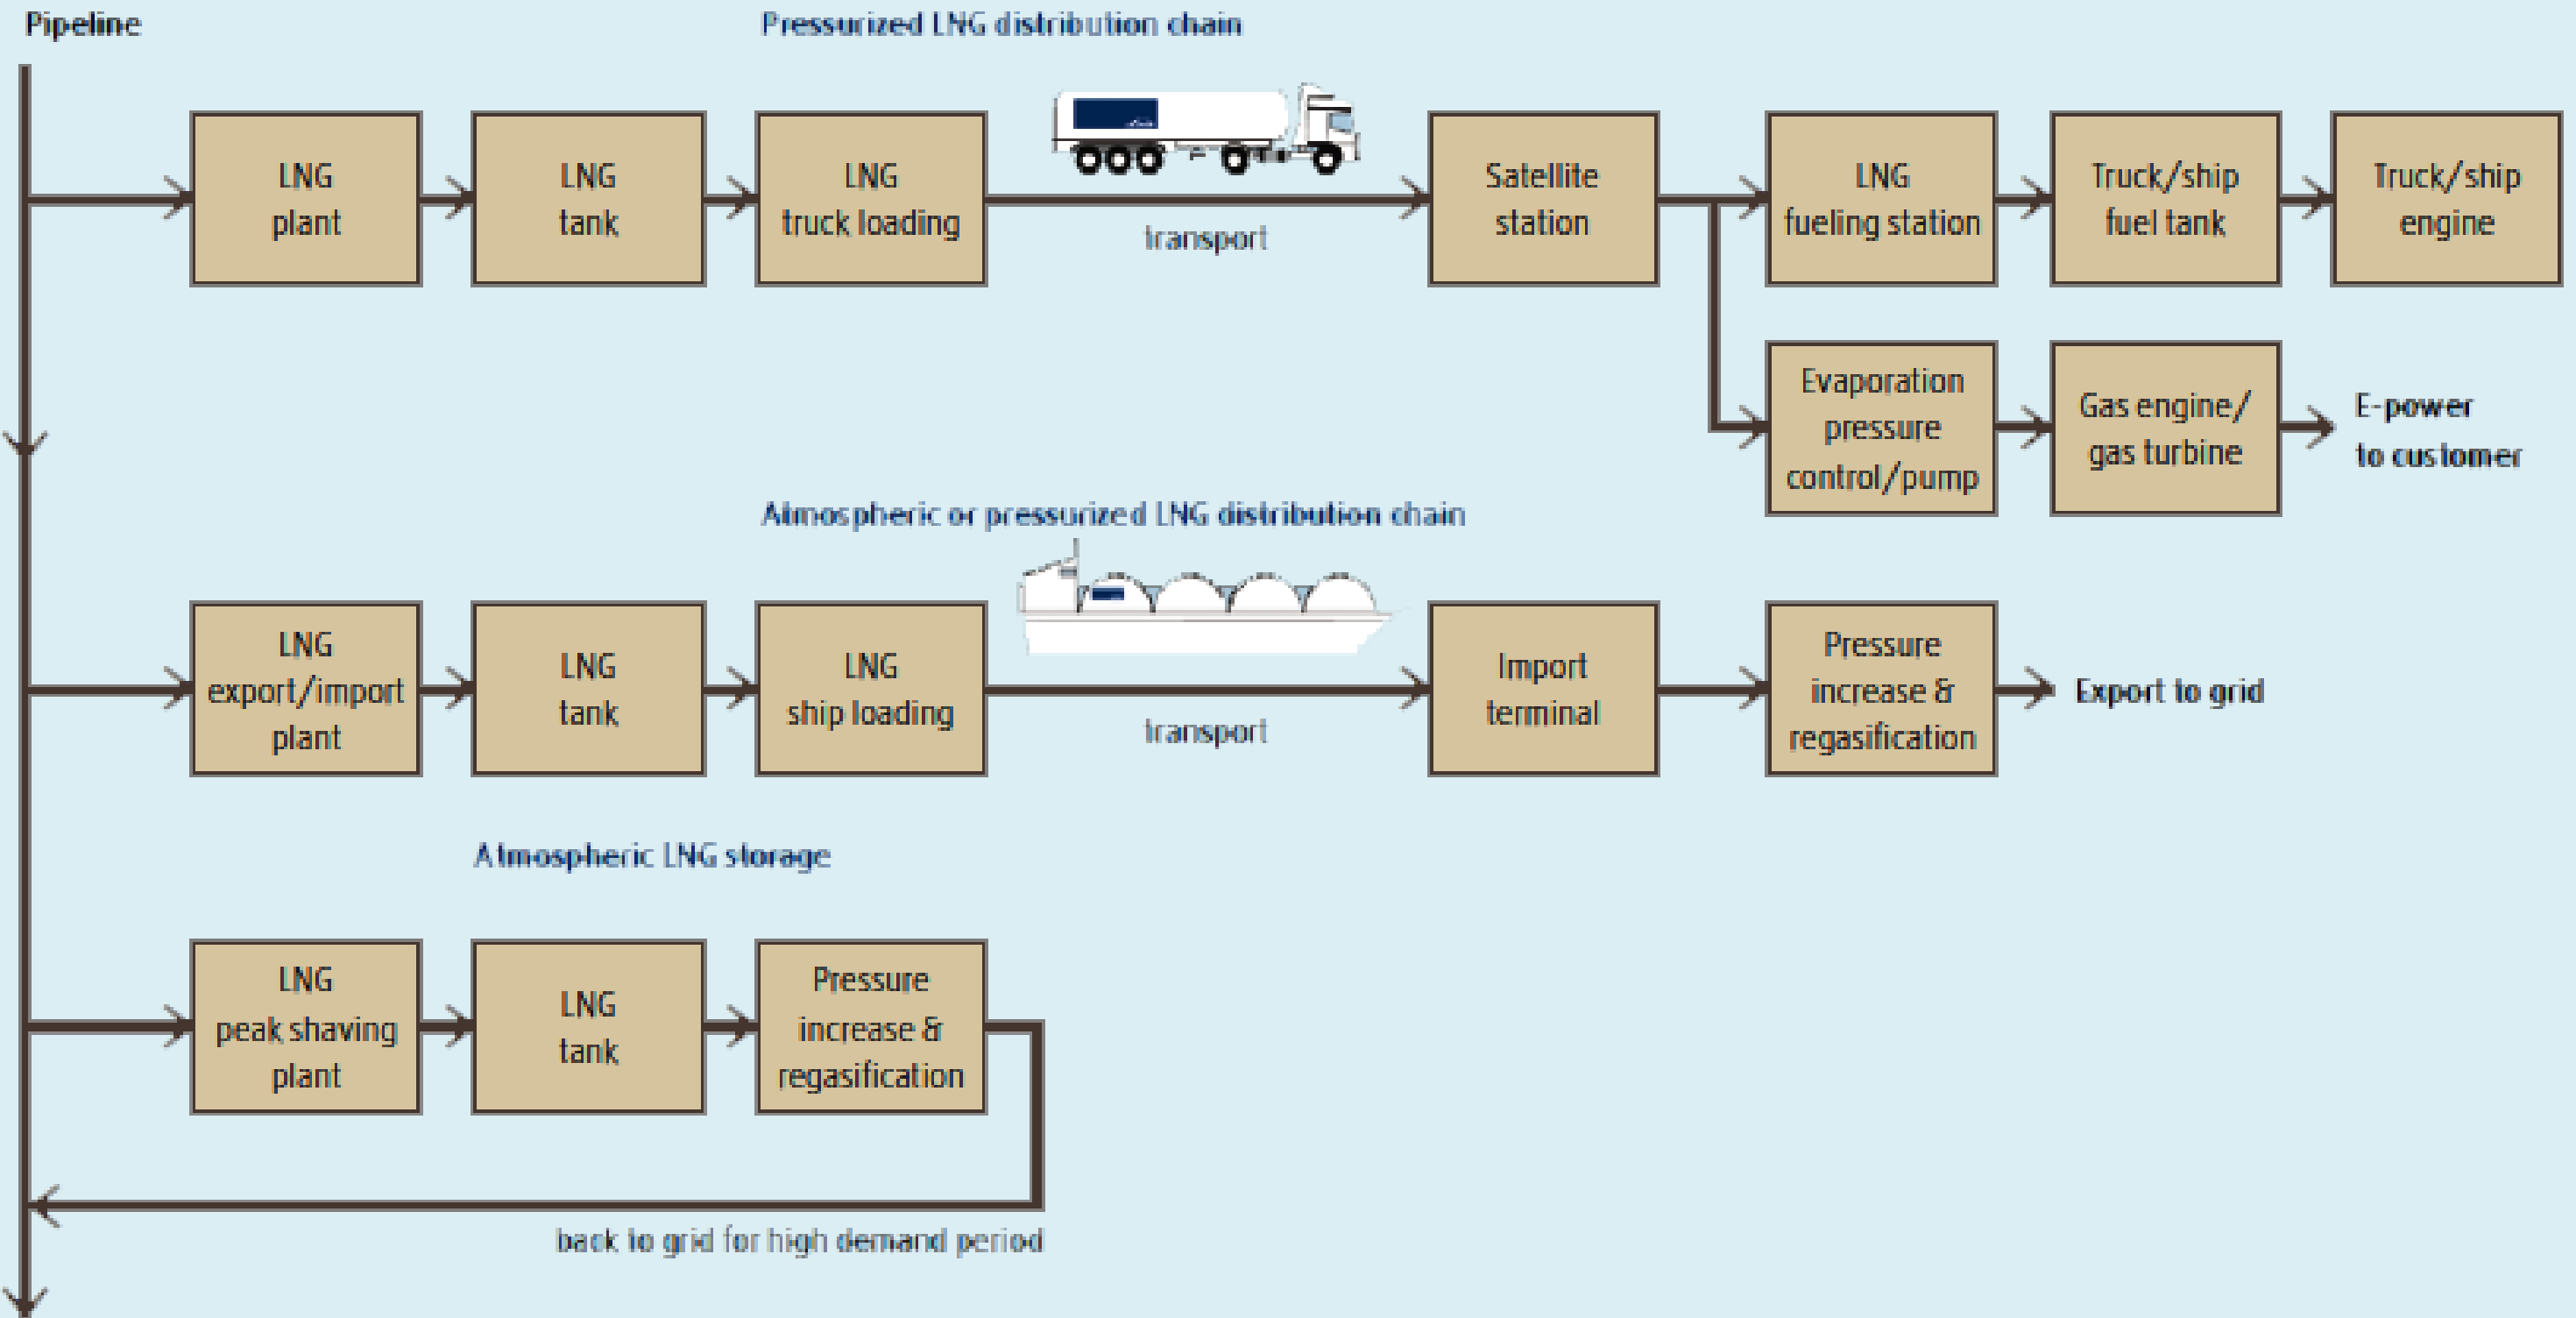 Pipeline
Pressurized LNG distribution chain
LNG
plant
LNG
tank
LNG
truck loading
transport
Satellite
station
LNG
fueling station
Truck/ship
fuel tank
Truck/ship
engine
Evaporation
pressure
control/pump
Gas engine/
gas turbine
E-power
to customer
Atmospheric or pressurized LNG distribution chain
LNG
export/import
plant
LNG
tank
LNG
ship loading
transport
Import
terminal
Pressure
increase &
regasification
Export to grid
Atmospheric LNG storage
LNG
peak shaving
plant
LNG
tank
Pressure
increase &
regasification
back to grid for high demand period